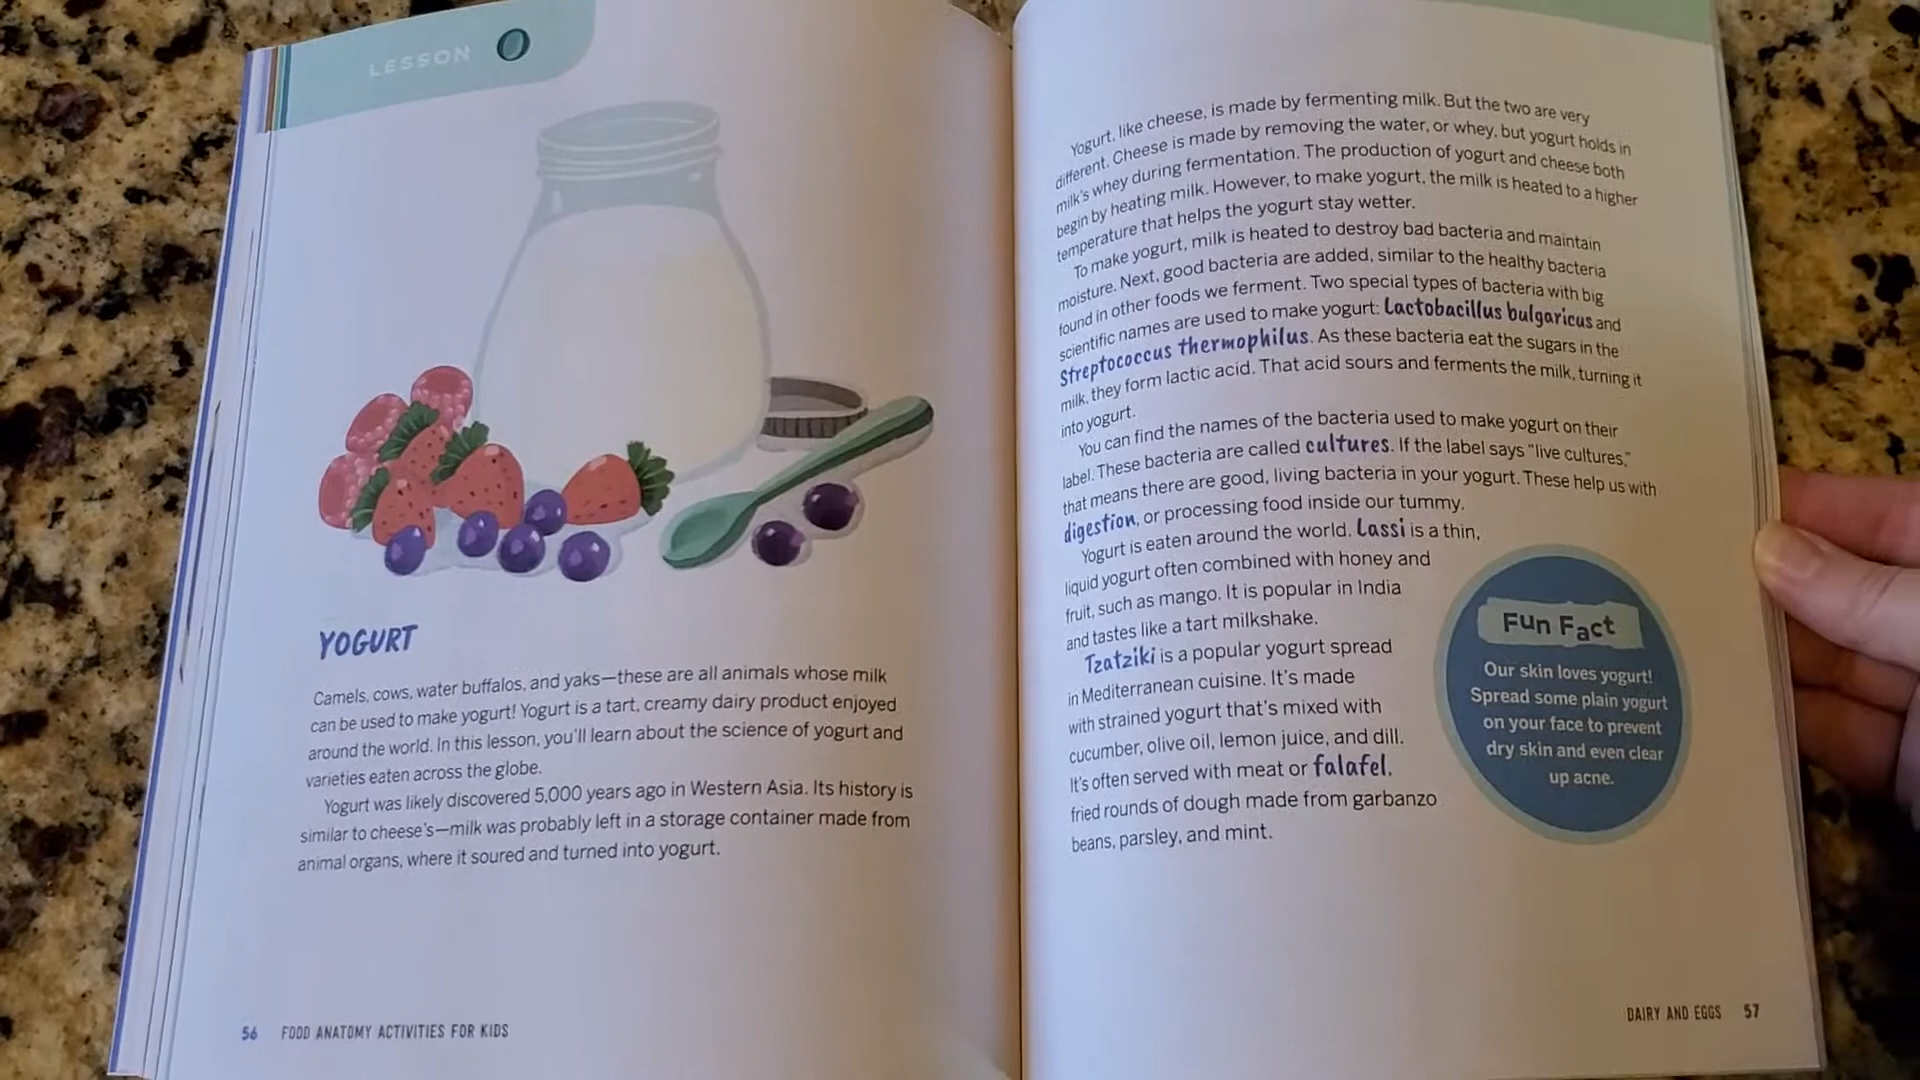 LESSON
YOGURT
Camels, cows, water buffalos, and yaks—these are all animals whose milk
can be used to make yogurt! Yogurt is a tart, creamy dairy product enjoyed
around the world. In this lesson, you'll learn about the science of yogurt and
varieties eaten across the globe.
Yogurt was likely discovered 5,000 years ago in Western Asia. Its history is
similar to cheese's—milk was probably left in a storage container made from
animal organs, where it soured and turned into yogurt.
56 FOOD ANATOMY ACTIVITIES FOR KIDS
Yogurt, like cheese, is made by fermenting milk. But the two are very
different. Cheese is made by removing the water, or whey, but yogurt holds in
milk's whey during fermentation. The production of yogurt and cheese both
begin by heating milk. However, to make yogurt, the milk is heated to a higher
temperature that helps the yogurt stay wetter.
To make yogurt, milk is heated to destroy bad bacteria and maintain
moisture. Next, good bacteria are added, similar to the healthy bacteria
found in other foods we ferment. Two special types of bacteria with big
scientific names are used to make yogurt: Lactobacillus bulgaricus and
Streptococcus thermophilus. As these bacteria eat the sugars in the
milk, they form lactic acid. That acid sours and ferments the milk, turning it
into yogurt.
You can find the names of the bacteria used to make yogurt on their
label. These bacteria are called cultures. If the label says "live cultures,"
that means there are good, living bacteria in your yogurt. These help us with
digestion, or processing food inside our tummy.
Yogurt is eaten around the world. Lassi is a thin,
liquid yogurt often combined with honey and
fruit, such as mango. It is popular in India
and tastes like a tart milkshake.
Tzatziki is a popular yogurt spread
in Mediterranean cuisine. It's made
with strained yogurt that's mixed with
cucumber, olive oil, lemon juice, and dill.
It's often served with meat or falafel,
fried rounds of dough made from garbanzo
beans, parsley, and mint.
Fun Fact
Our skin loves yogurt!
Spread some plain yogurt
on your face to prevent
dry skin and even clear
up acne.
DAIRY AND EGGS 57